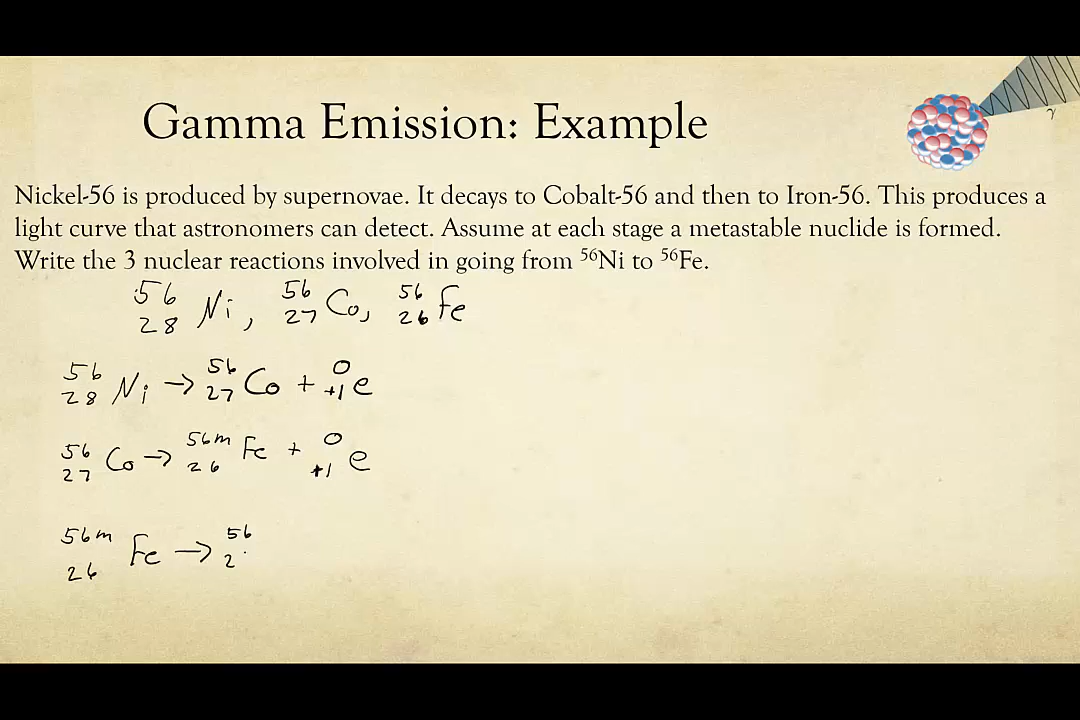 Gamma Emission: Example
γ
Nickel-56 is produced by supernovae. It decays to Cobalt-56 and then to Iron-56. This produces a
light curve that astronomers can detect. Assume at each stage a metastable nuclide is formed.
Write the 3 nuclear reactions involved in going from ⁵⁶Ni to ⁵⁶Fe.
⁵⁶₂₈Ni, ⁵⁶₂₇Co, ⁵⁶₂₆Fe
⁵⁶₂₈Ni → ⁵⁶₂₇Co + ⁰₊₁e
⁵⁶₂₇Co → ⁵⁶ᵐ₂₆Fe + ⁰₊₁e
⁵⁶ᵐ₂₆Fe → ⁵⁶₂